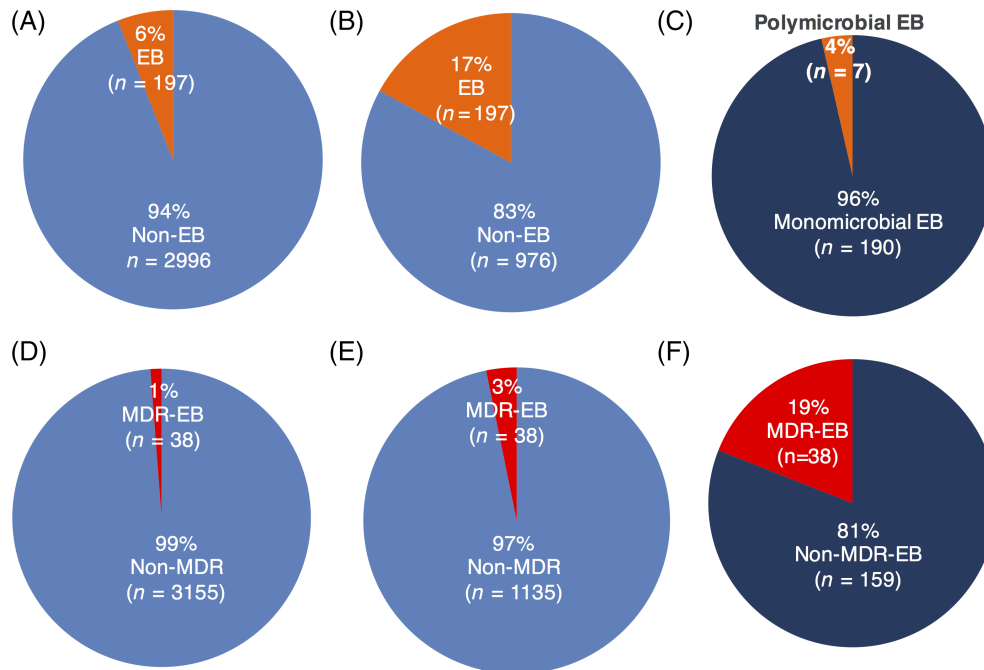 (A)
6%
EB
(n = 197)
94%
Non-EB
n = 2996
(B)
17%
EB
(n = 197)
83%
Non-EB
(n = 976)
(C)
Polymicrobial EB
4%
(n = 7)
96%
Monomicrobial EB
(n = 190)
(D)
1%
MDR-EB
(n = 38)
99%
Non-MDR
(n = 3155)
(E)
3%
MDR-EB
(n = 38)
97%
Non-MDR
(n = 1135)
(F)
19%
MDR-EB
(n=38)
81%
Non-MDR-EB
(n = 159)